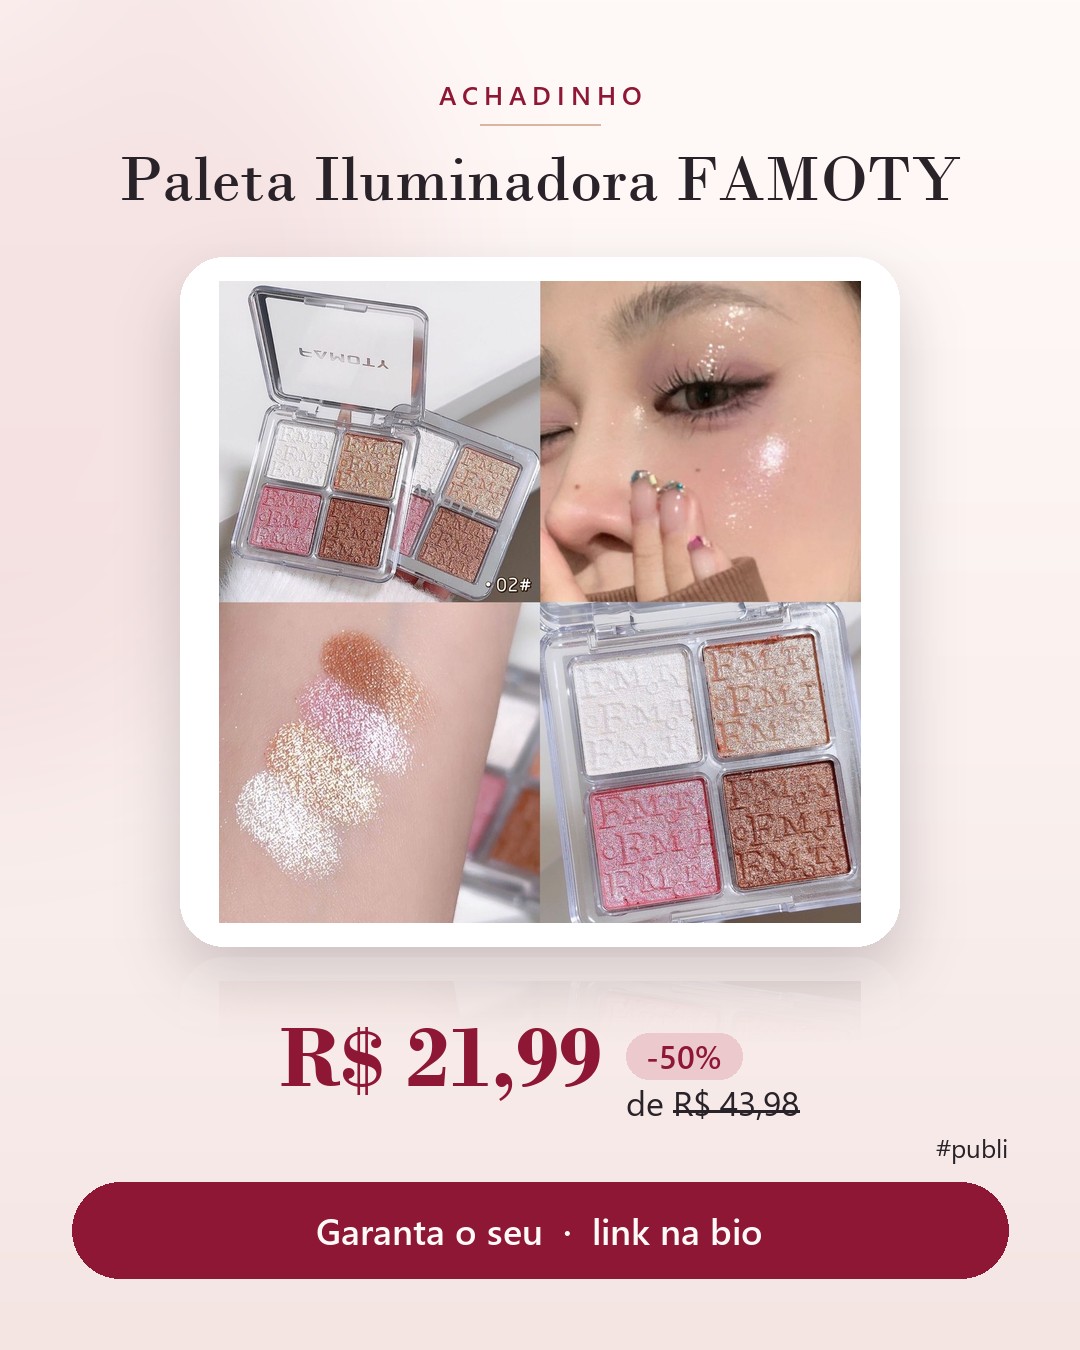 ACHADINHO
Paleta Iluminadora FAMOTY
FAMOTY
02#
R$ 21,99
-50%
de R$ 43,98
#publi
Garanta o seu · link na bio